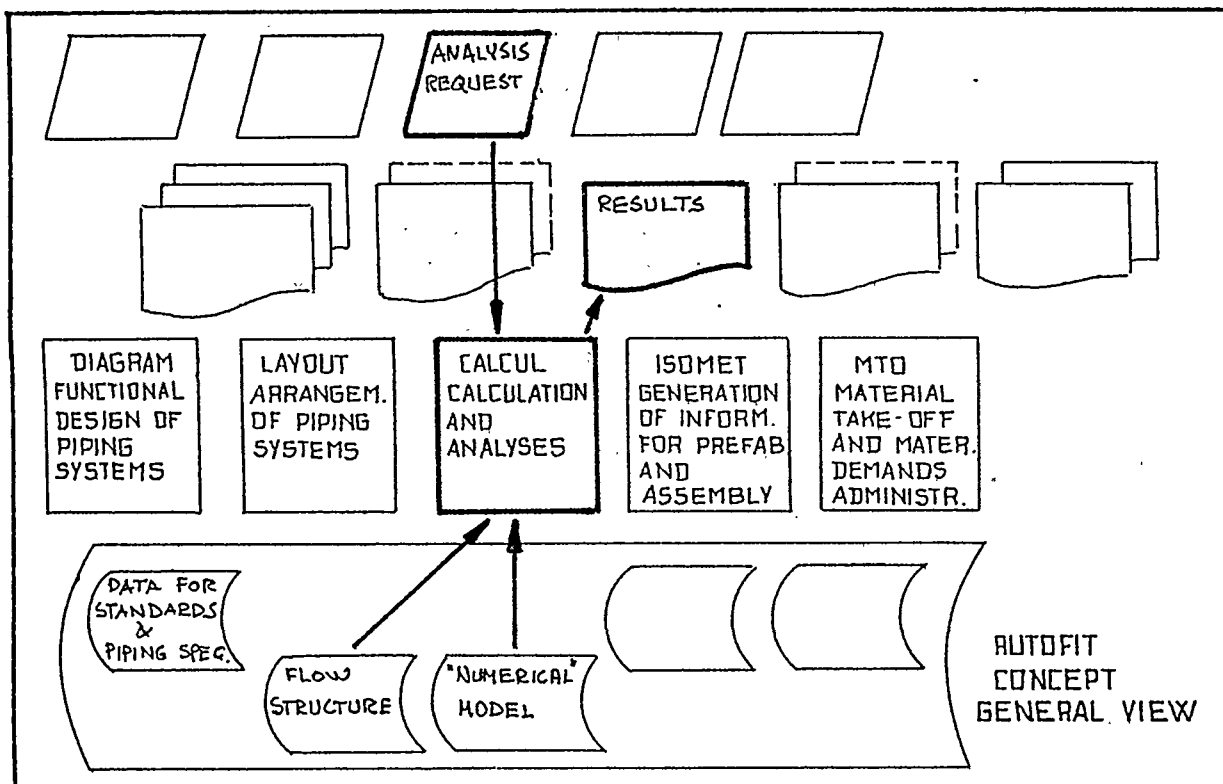 ANALYSIS
REQUEST
RESULTS
DIAGRAM
FUNCTIONAL
DESIGN OF
PIPING
SYSTEMS
LAYOUT
ARRANGEM.
OF PIPING
SYSTEMS
CALCUL
CALCULATION
AND
ANALYSES
ISOMET
GENERATION
OF INFORM.
FOR PREFAB
AND
ASSEMBLY
MTO
MATERIAL
TAKE-OFF
AND MATER.
DEMANDS
ADMINISTR.
DATA FOR
STANDARDS
&
PIPING SPEC.
FLOW
STRUCTURE
"NUMERICAL"
MODEL
AUTOFIT
CONCEPT
GENERAL VIEW